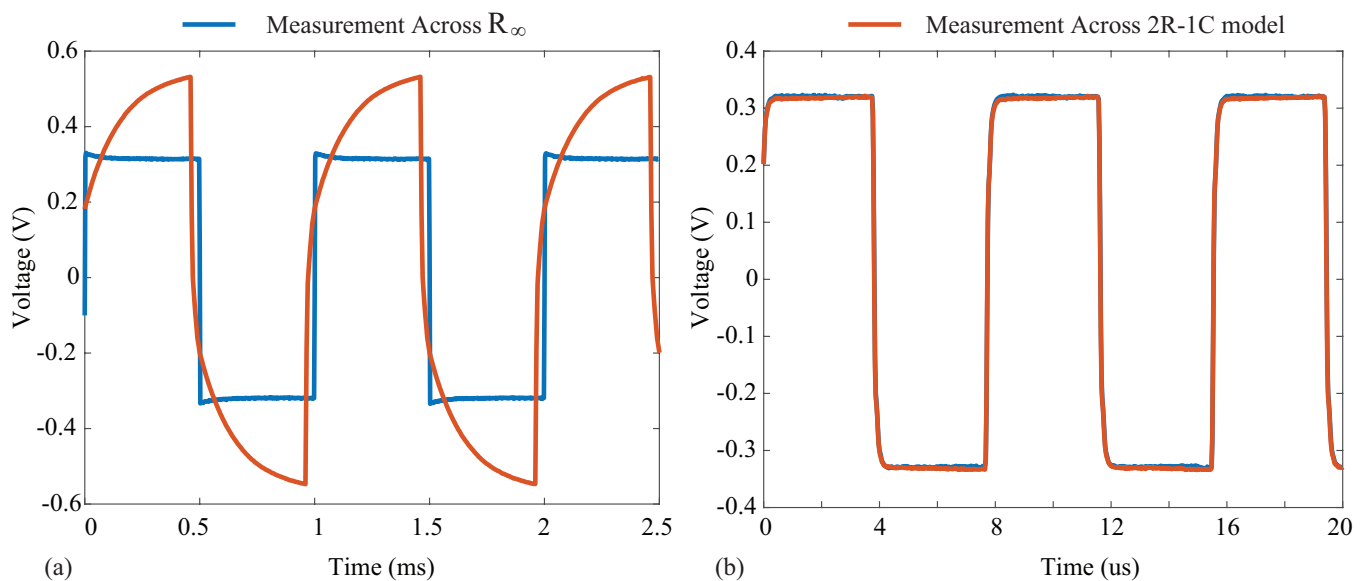 Measurement Across R∞
Measurement Across 2R-1C model
0.6
0.4
0.2
0
-0.2
-0.4
-0.6
Voltage (V)
0 0.5 1 1.5 2 2.5
(a) Time (ms)
0.4
0.3
0.2
0.1
0
-0.1
-0.2
-0.3
-0.4
Voltage (V)
0 4 8 12 16 20
(b) Time (us)